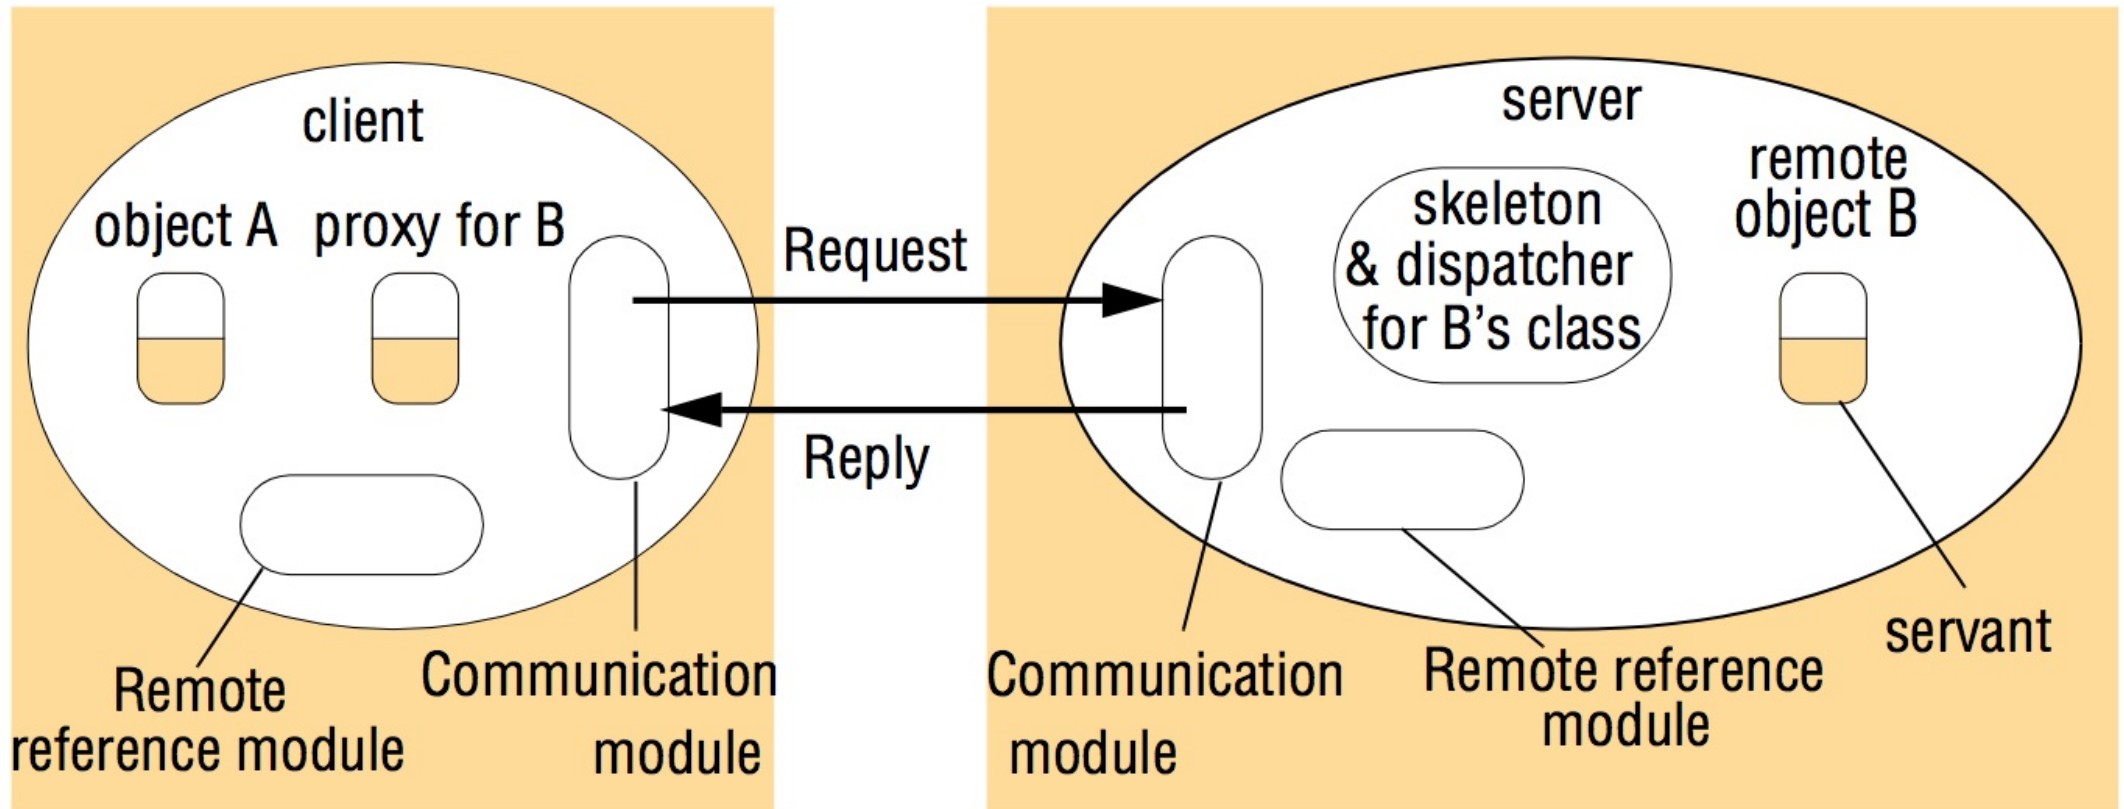 client
object A
proxy for B
Remote
reference module
Communication
module
Request
Reply
server
skeleton
& dispatcher
for B’s class
remote
object B
Communication
module
Remote reference
module
servant